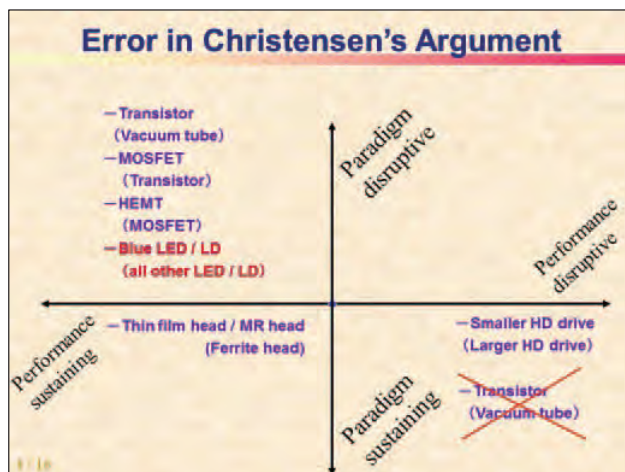 Error in Christensen's Argument
─ Transistor
(Vacuum tube)
─ MOSFET
(Transistor)
─ HEMT
(MOSFET)
─ Blue LED / LD
(all other LED / LD)
Paradigm
disruptive
Performance
disruptive
Performance
sustaining
─ Thin film head / MR head
(Ferrite head)
Paradigm
sustaining
─ Smaller HD drive
(Larger HD drive)
─ Transistor
(Vacuum tube)